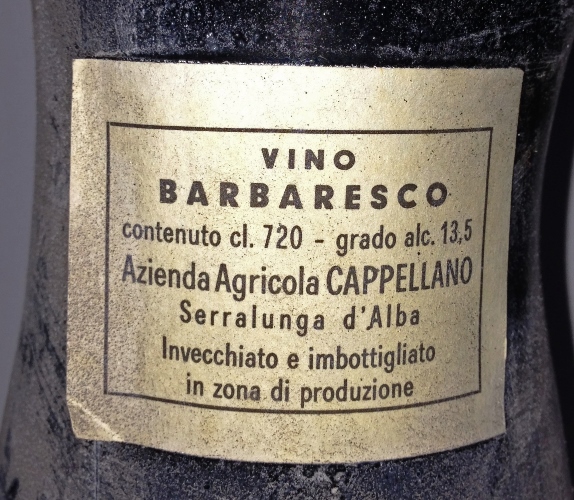 VINO
BARBARESCO
contenuto cl. 720 - grado alc. 13,5
Azienda Agricola CAPPELLANO
Serralunga d'Alba
Invecchiato e imbottigliato
in zona di produzione